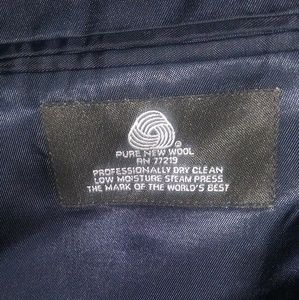 ®
PURE NEW WOOL
RN 77219
PROFESSIONALLY DRY CLEAN
LOW MOISTURE STEAM PRESS
THE MARK OF THE WORLD'S BEST